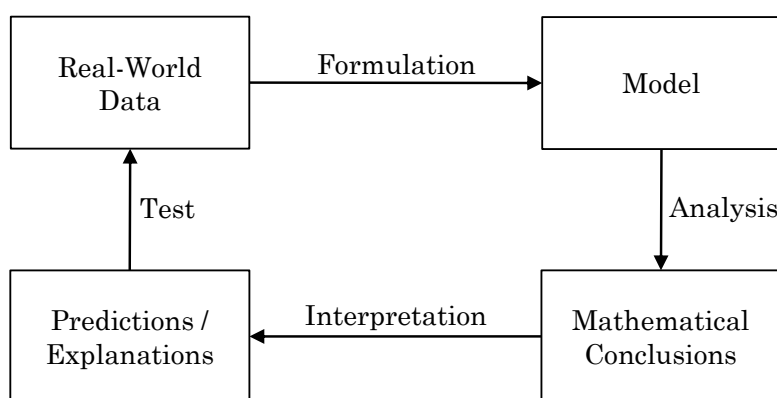 Real-World
Data
Formulation
Model
Test
Analysis
Predictions /
Explanations
Interpretation
Mathematical
Conclusions